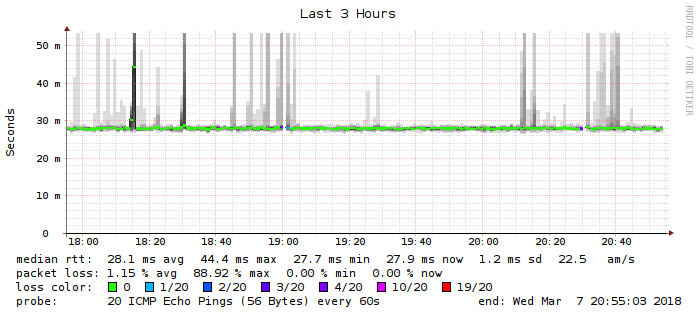 Last 3 Hours
RRDTOOL / TOBI OETIKER
Seconds
50 m
40 m
30 m
20 m
10 m
0
18:00 18:20 18:40 19:00 19:20 19:40 20:00 20:20 20:40
median rtt: 28.1 ms avg 44.4 ms max 27.7 ms min 27.9 ms now 1.2 ms sd 22.5 am/s
packet loss: 1.15 % avg 88.92 % max 0.00 % min 0.00 % now
loss color: 0 1/20 2/20 3/20 4/20 10/20 19/20
probe: 20 ICMP Echo Pings (56 Bytes) every 60s end: Wed Mar 7 20:55:03 2018